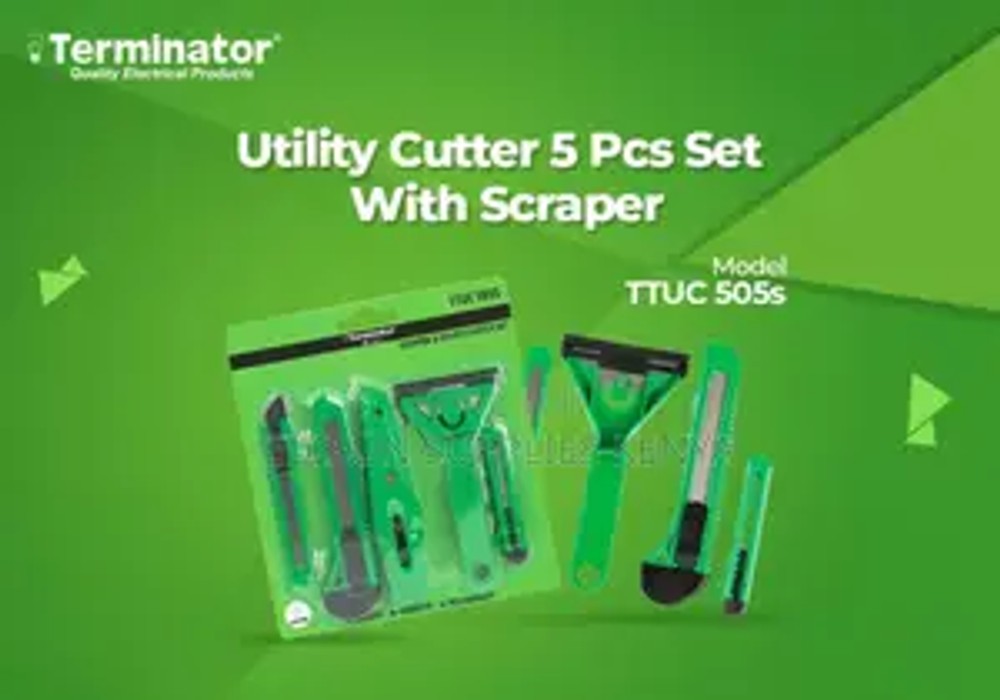 Terminator
Quality Electrical Products
Utility Cutter 5 Pcs Set
With Scraper
Model
TTUC 505s